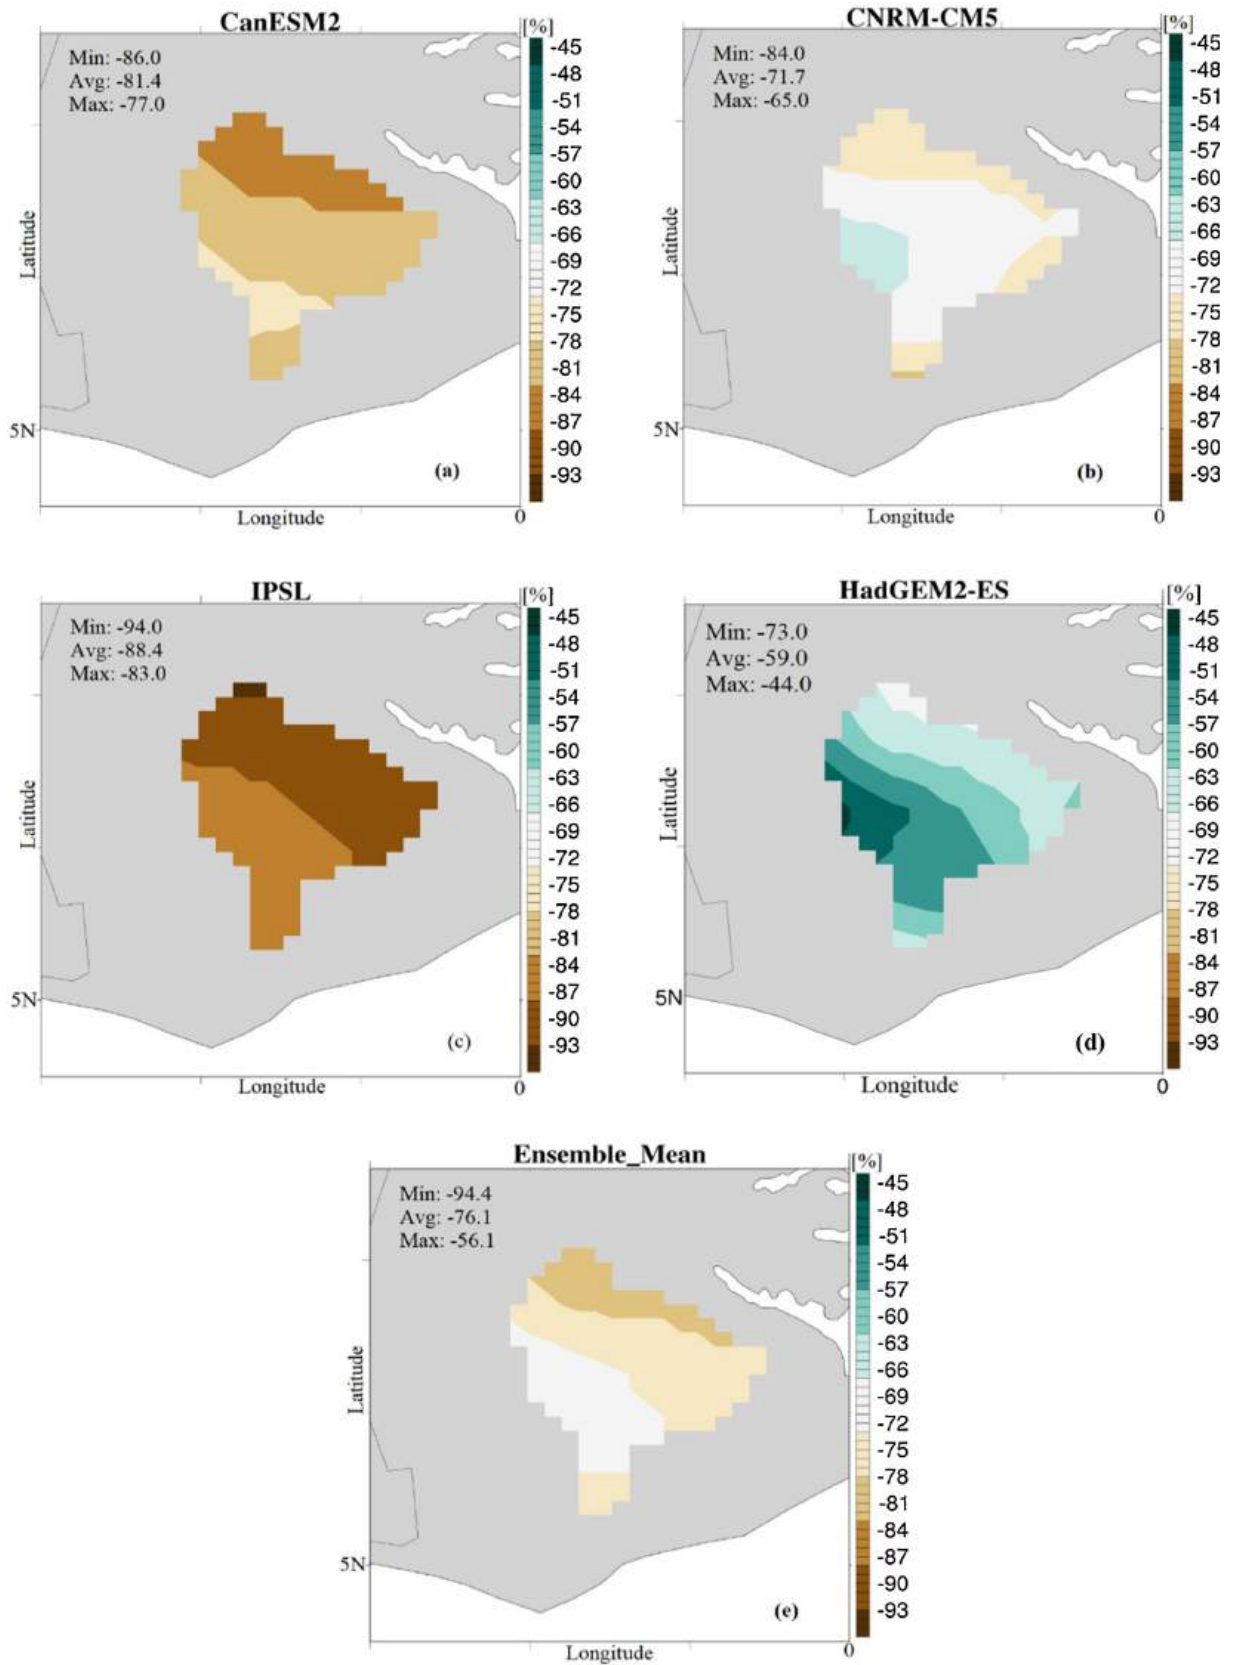 CanESM2
[%]
Min: -86.0
Avg: -81.4
Max: -77.0
-45
-48
-51
-54
-57
-60
-63
-66
-69
-72
-75
-78
-81
-84
-87
-90
-93
Latitude
5N
(a)
Longitude
0
CNRM-CM5
[%]
Min: -84.0
Avg: -71.7
Max: -65.0
-45
-48
-51
-54
-57
-60
-63
-66
-69
-72
-75
-78
-81
-84
-87
-90
-93
Latitude
5N
(b)
Longitude
0
IPSL
[%]
Min: -94.0
Avg: -88.4
Max: -83.0
-45
-48
-51
-54
-57
-60
-63
-66
-69
-72
-75
-78
-81
-84
-87
-90
-93
Latitude
5N
(c)
Longitude
0
HadGEM2-ES
[%]
Min: -73.0
Avg: -59.0
Max: -44.0
-45
-48
-51
-54
-57
-60
-63
-66
-69
-72
-75
-78
-81
-84
-87
-90
-93
Latitude
5N
(d)
Longitude
0
Ensemble_Mean
[%]
Min: -94.4
Avg: -76.1
Max: -56.1
-45
-48
-51
-54
-57
-60
-63
-66
-69
-72
-75
-78
-81
-84
-87
-90
-93
Latitude
5N
(e)
Longitude
0